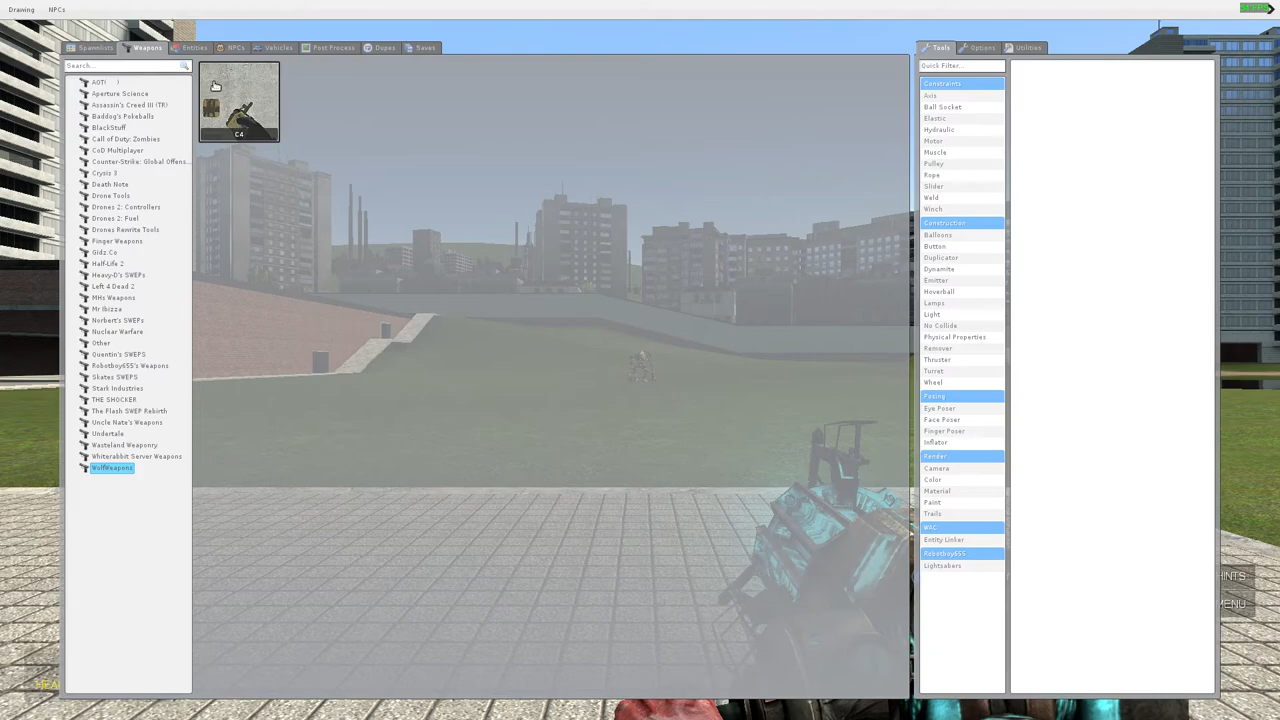 Drawing NPCs
Spawnlists Weapons Entities NPCs Vehicles Post Process Dupes Saves
Search...
Aperture Science
Assassin's Creed III (TR)
Baddog's Pokeballs
BlackStuff
Call of Duty: Zombies
CoD Multiplayer
Counter-Strike: Global Offens...
Crysis 3
Death Note
Drone Tools
Drones 2: Controllers
Drones 2: Fuel
Drones Rewrite Tools
Finger Weapons
Gidz.Co
Half-Life 2
Heavy-D's SWEPs
Left 4 Dead 2
MHs Weapons
Mr Ibizza
Norbert's SWEPs
Nuclear Warfare
Other
Quentin's SWEPS
Robotboy655's Weapons
Skates SWEPS
Stark Industries
THE SHOCKER
The Flash SWEP Rebirth
Uncle Nate's Weapons
Undertale
Wasteland Weaponry
Whiterabbit Server Weapons
WolfWeapons
C4
Tools Options Utilities
Quick Filter...
Constraints
Axis
Ball Socket
Elastic
Hydraulic
Motor
Muscle
Pulley
Rope
Slider
Weld
Winch
Construction
Balloons
Button
Duplicator
Dynamite
Emitter
Hoverball
Lamps
Light
No Collide
Physical Properties
Remover
Thruster
Turret
Wheel
Posing
Eye Poser
Face Poser
Finger Poser
Inflator
Render
Camera
Color
Material
Paint
Trails
WAC
Entity Linker
Robotboy655
Lightsabers
HINTS
MENU